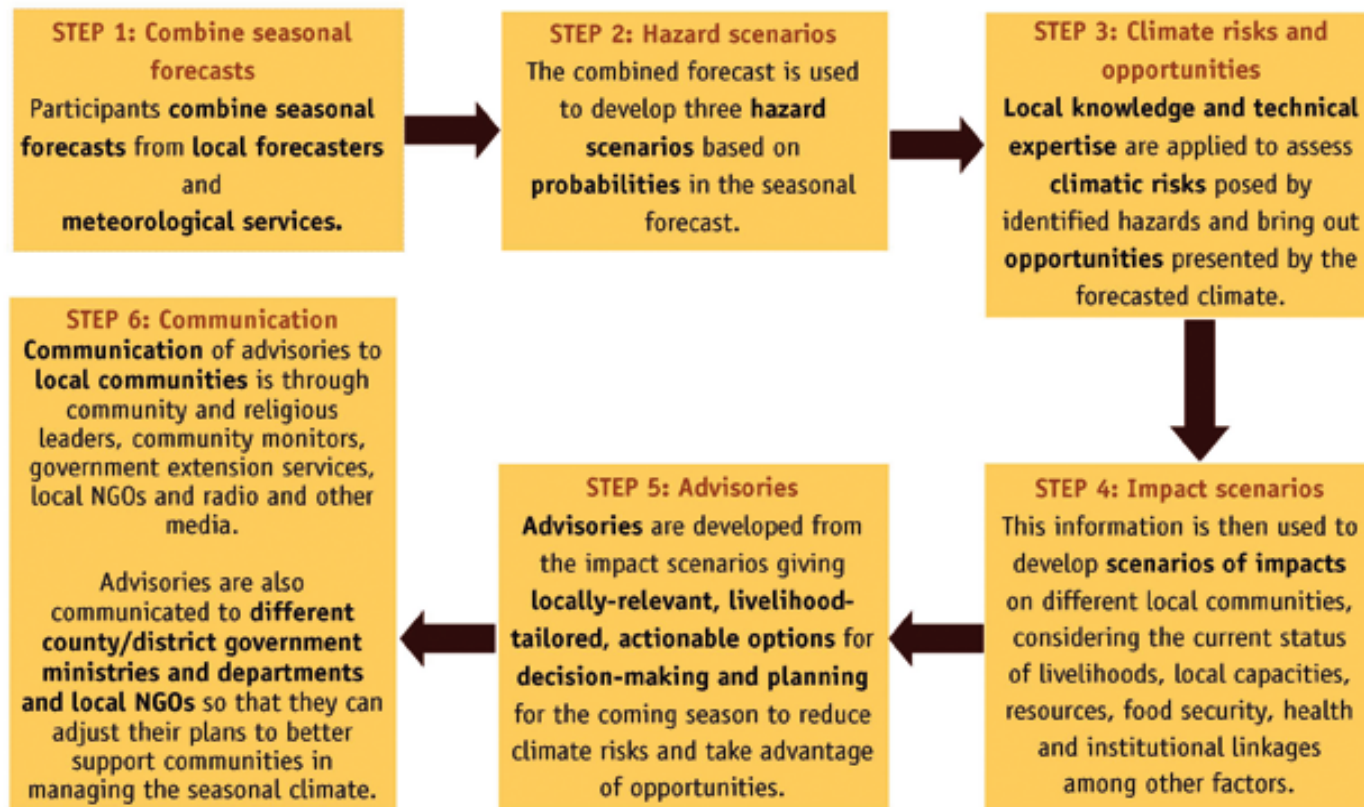 STEP 1: Combine seasonal
forecasts
Participants combine seasonal
forecasts from local forecasters
and
meteorological services.
STEP 2: Hazard scenarios
The combined forecast is used
to develop three hazard
scenarios based on
probabilities in the seasonal
forecast.
STEP 3: Climate risks and
opportunities
Local knowledge and technical
expertise are applied to assess
climatic risks posed by
identified hazards and bring out
opportunities presented by the
forecasted climate.
STEP 4: Impact scenarios
This information is then used to
develop scenarios of impacts
on different local communities,
considering the current status
of livelihoods, local capacities,
resources, food security, health
and institutional linkages
among other factors.
STEP 5: Advisories
Advisories are developed from
the impact scenarios giving
locally-relevant, livelihood-
tailored, actionable options for
decision-making and planning
for the coming season to reduce
climate risks and take advantage
of opportunities.
STEP 6: Communication
Communication of advisories to
local communities is through
community and religious
leaders, community monitors,
government extension services,
local NGOs and radio and other
media.
Advisories are also
communicated to different
county/district government
ministries and departments
and local NGOs so that they can
adjust their plans to better
support communities in
managing the seasonal climate.